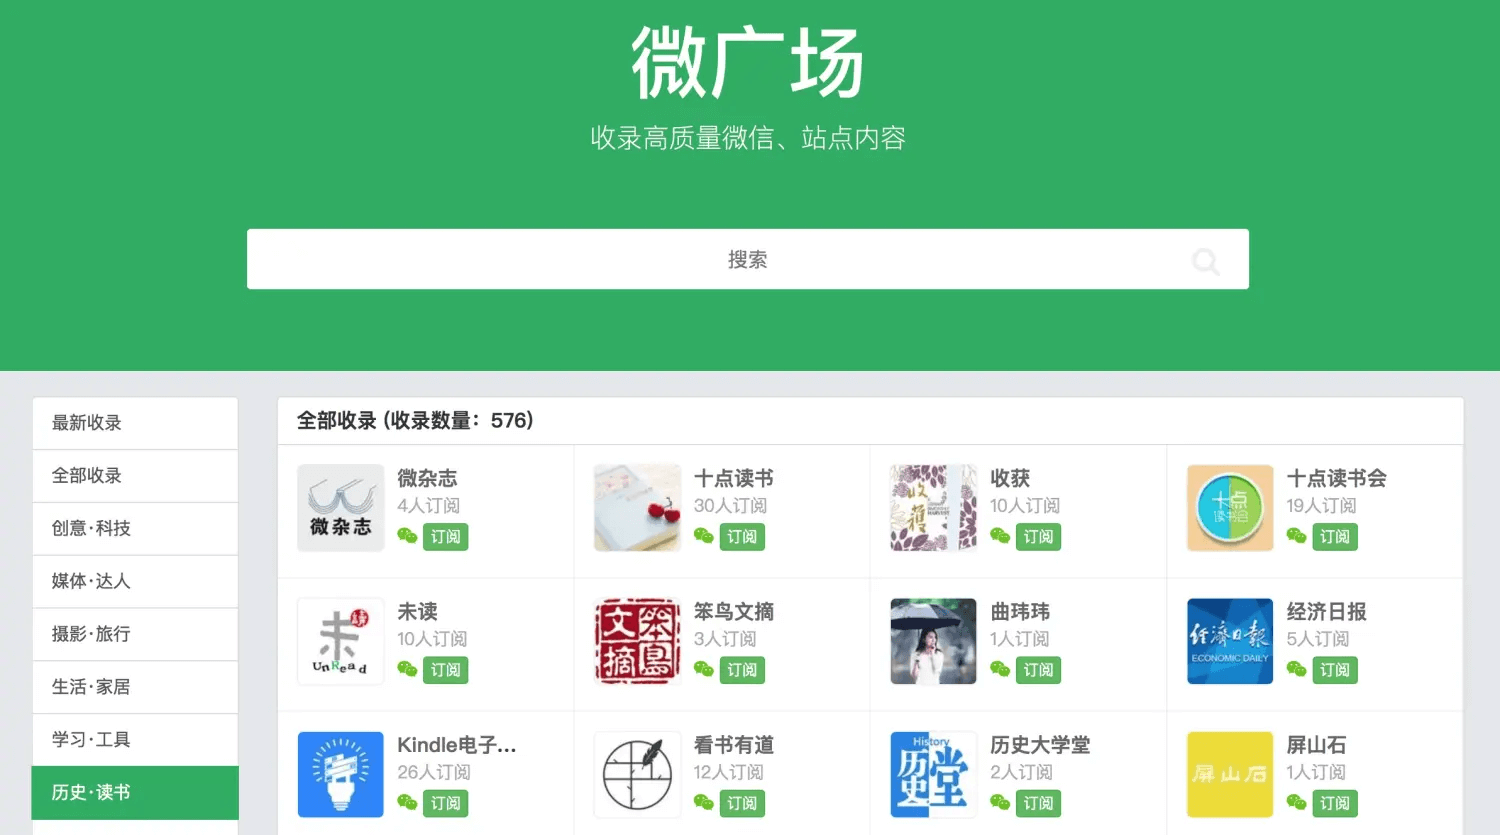 微广场
收录高质量微信、站点内容
搜索
最新收录
全部收录
创意·科技
媒体·达人
摄影·旅行
生活·家居
学习·工具
历史·读书
全部收录 (收录数量：576)
微杂志
微杂志
4人订阅
订阅
十点读书
30人订阅
订阅
收穫
HARVEST
收获
10人订阅
订阅
十点
读书会
十点读书会
19人订阅
订阅
未读
UnRead
未读
10人订阅
订阅
笨鸟文摘
3人订阅
订阅
曲玮玮
1人订阅
订阅
經濟日報
ECONOMIC DAILY
经济日报
5人订阅
订阅
Kindle电子...
26人订阅
订阅
看书有道
12人订阅
订阅
History
历史堂
历史大学堂
2人订阅
订阅
屏山石
屏山石
1人订阅
订阅